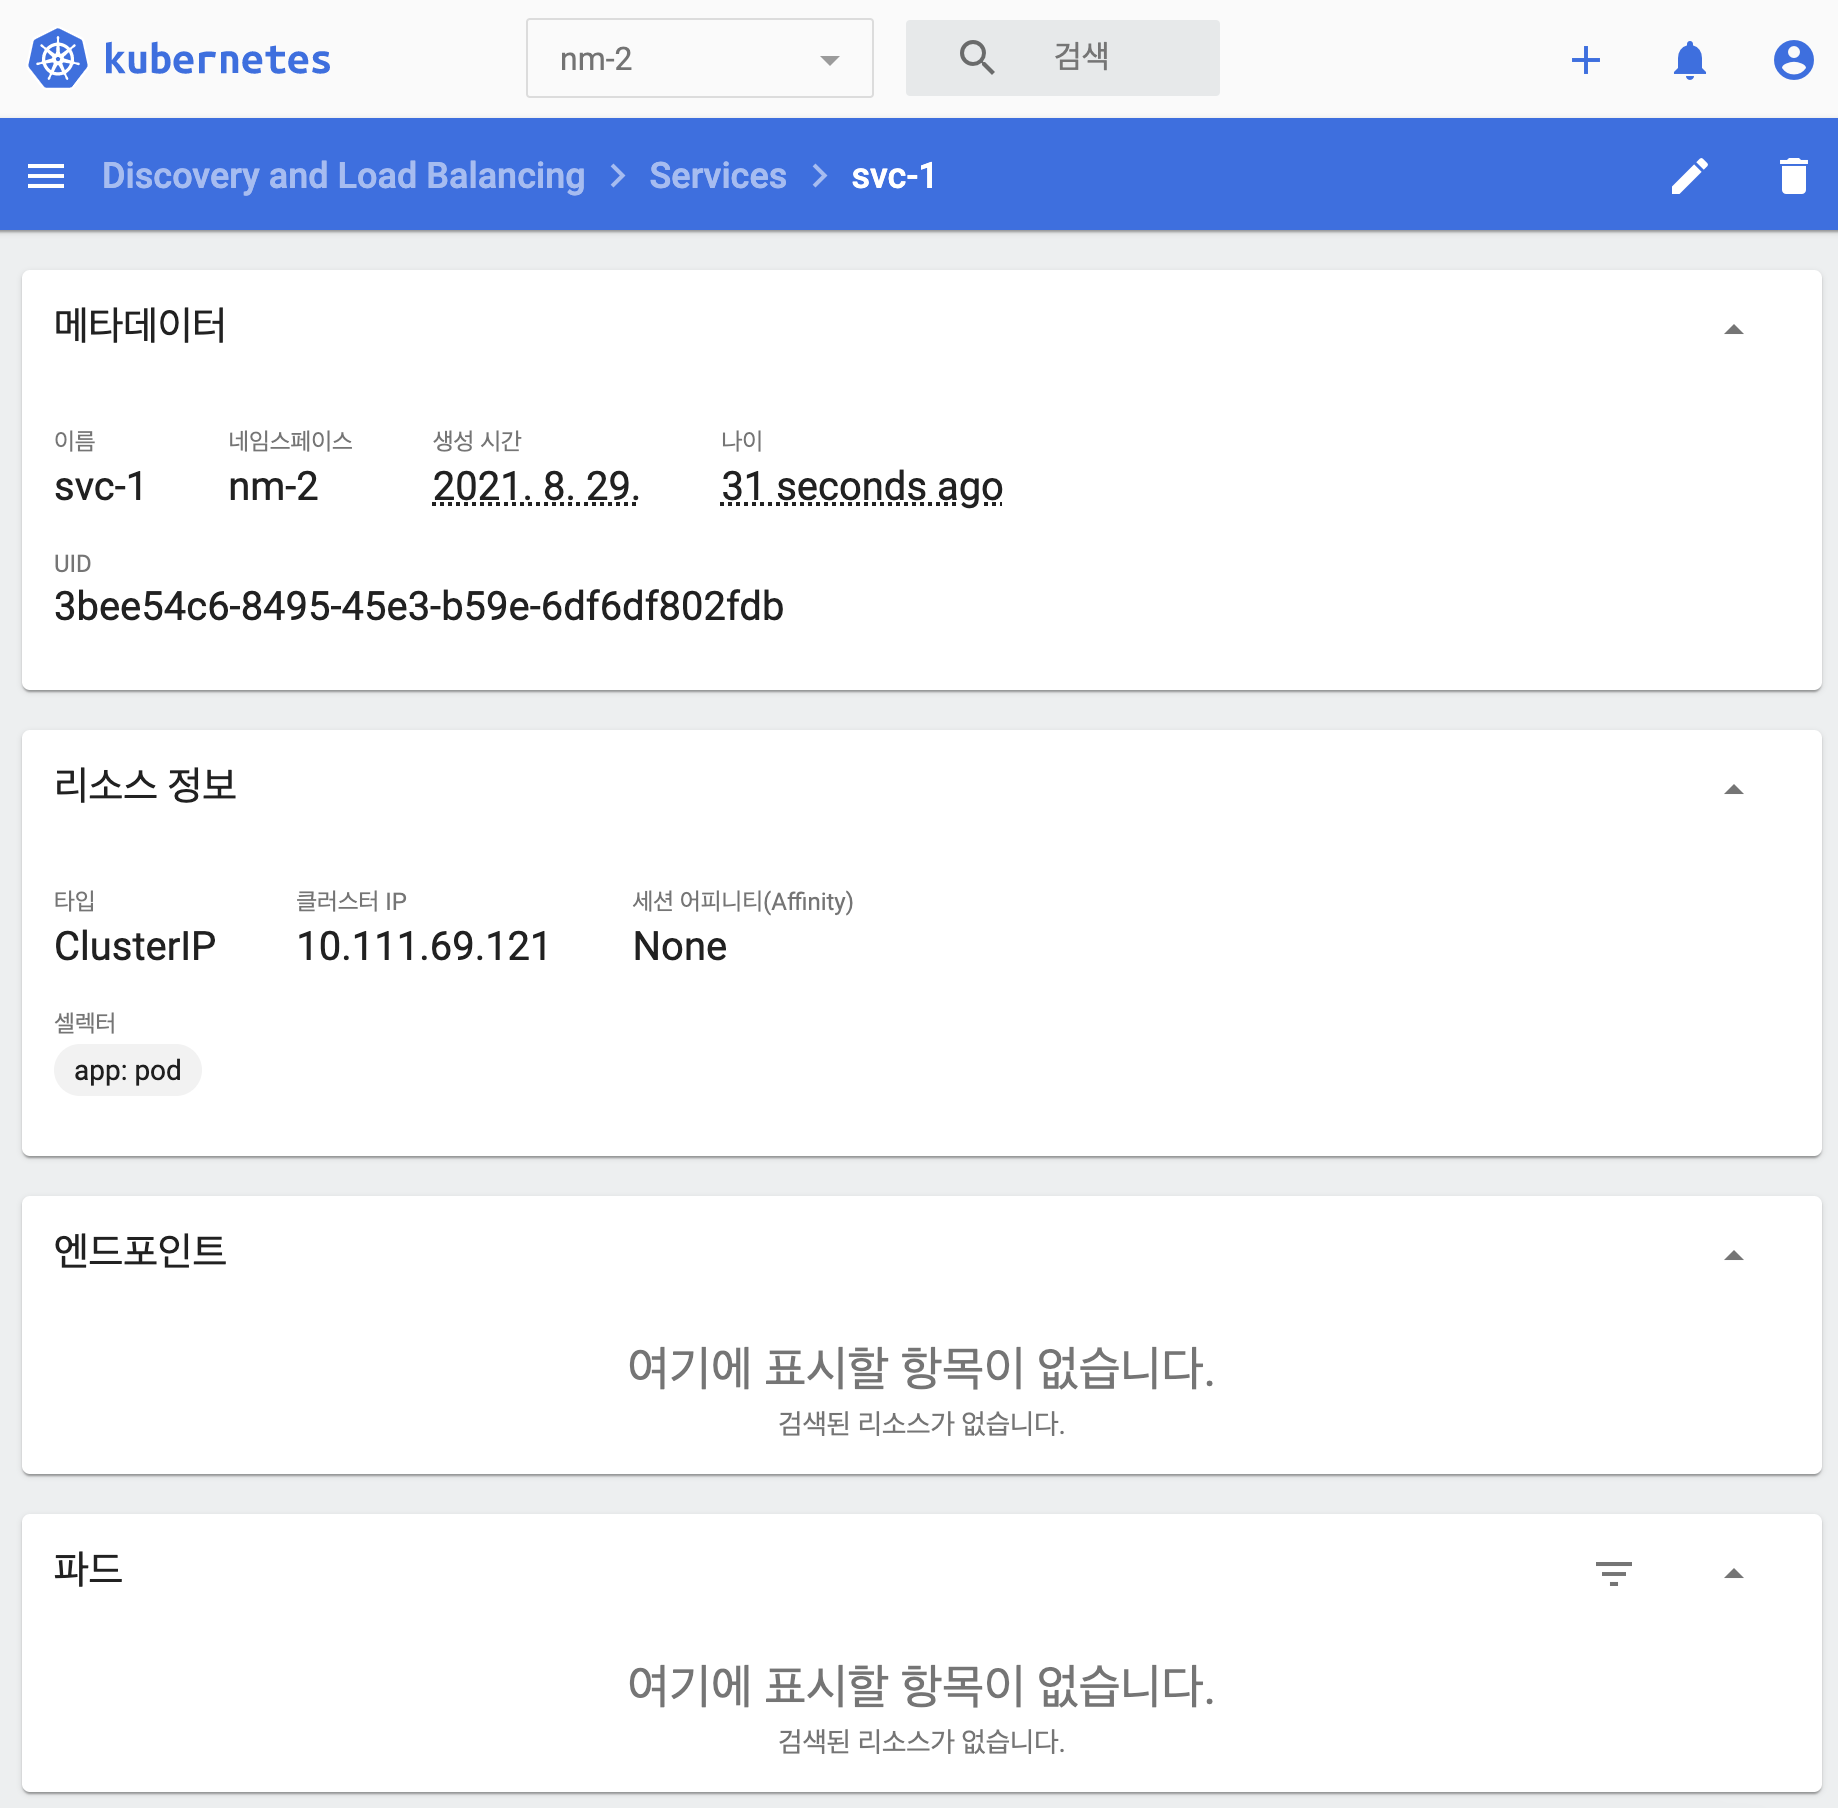 kubernetes
nm-2
검색
Discovery and Load Balancing > Services > svc-1
메타데이터
이름 네임스페이스 생성 시간 나이
svc-1 nm-2 2021. 8. 29. 31 seconds ago
UID
3bee54c6-8495-45e3-b59e-6df6df802fdb
리소스 정보
타입 클러스터 IP 세션 어피니티(Affinity)
ClusterIP 10.111.69.121 None
셀렉터
app: pod
엔드포인트
여기에 표시할 항목이 없습니다.
검색된 리소스가 없습니다.
파드
여기에 표시할 항목이 없습니다.
검색된 리소스가 없습니다.